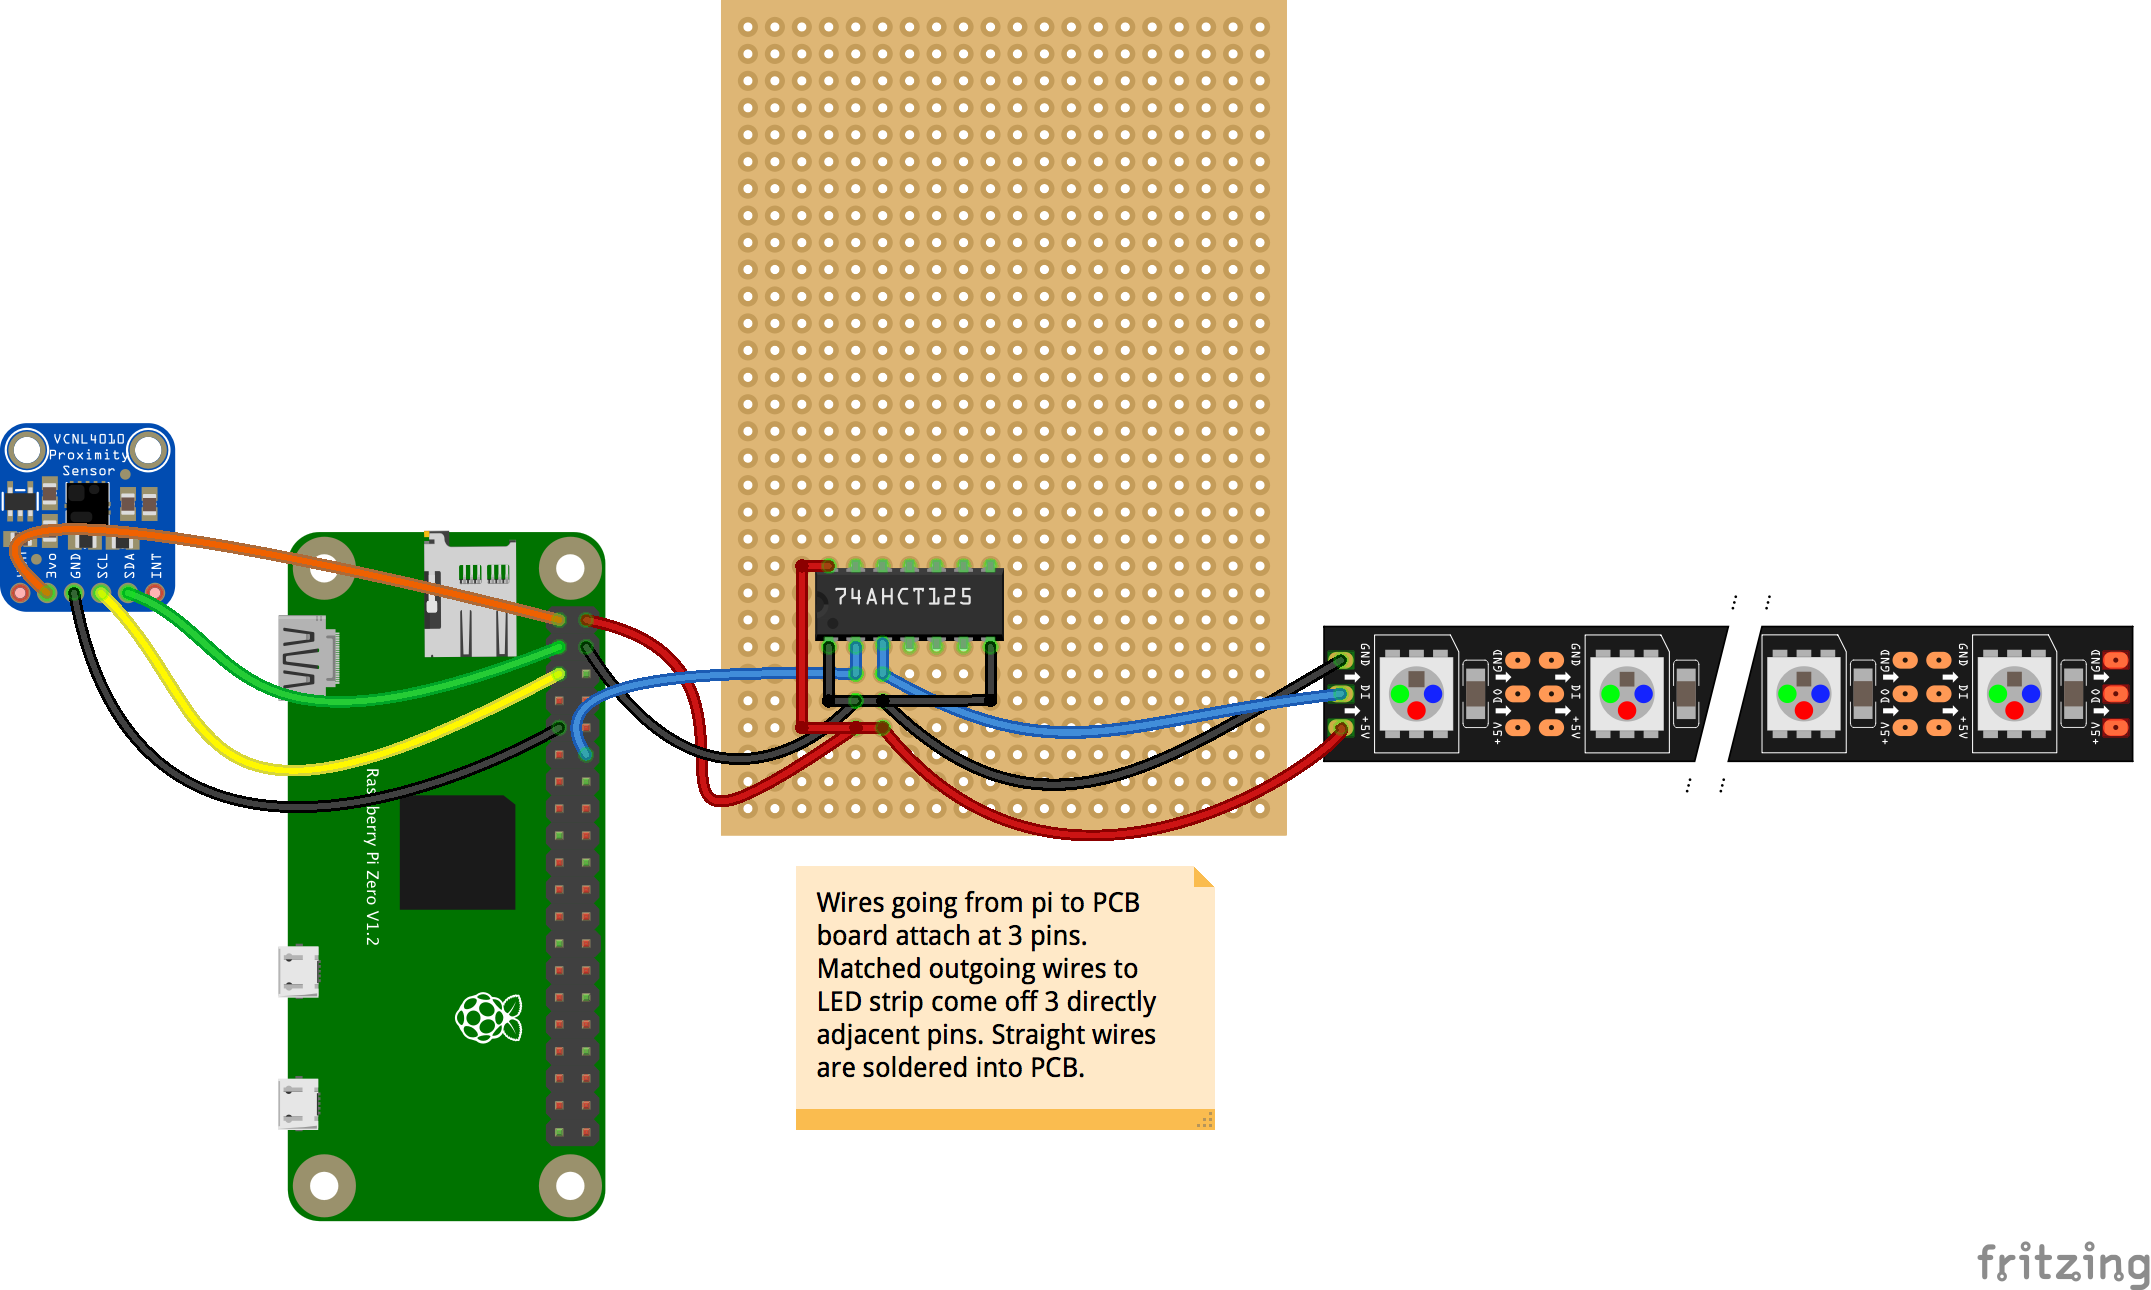 VCNL4010
Proximity
Sensor
3vo
GND
SCL
SDA
INT
Raspberry Pi Zero V1.2
74AHCT125
GND
DI
+5V
GND
DO
+5V
GND
DI
+5V
GND
DO
+5V
GND
DI
+5V
GND
DO
+5V
Wires going from pi to PCB
board attach at 3 pins.
Matched outgoing wires to
LED strip come off 3 directly
adjacent pins. Straight wires
are soldered into PCB.
fritzing